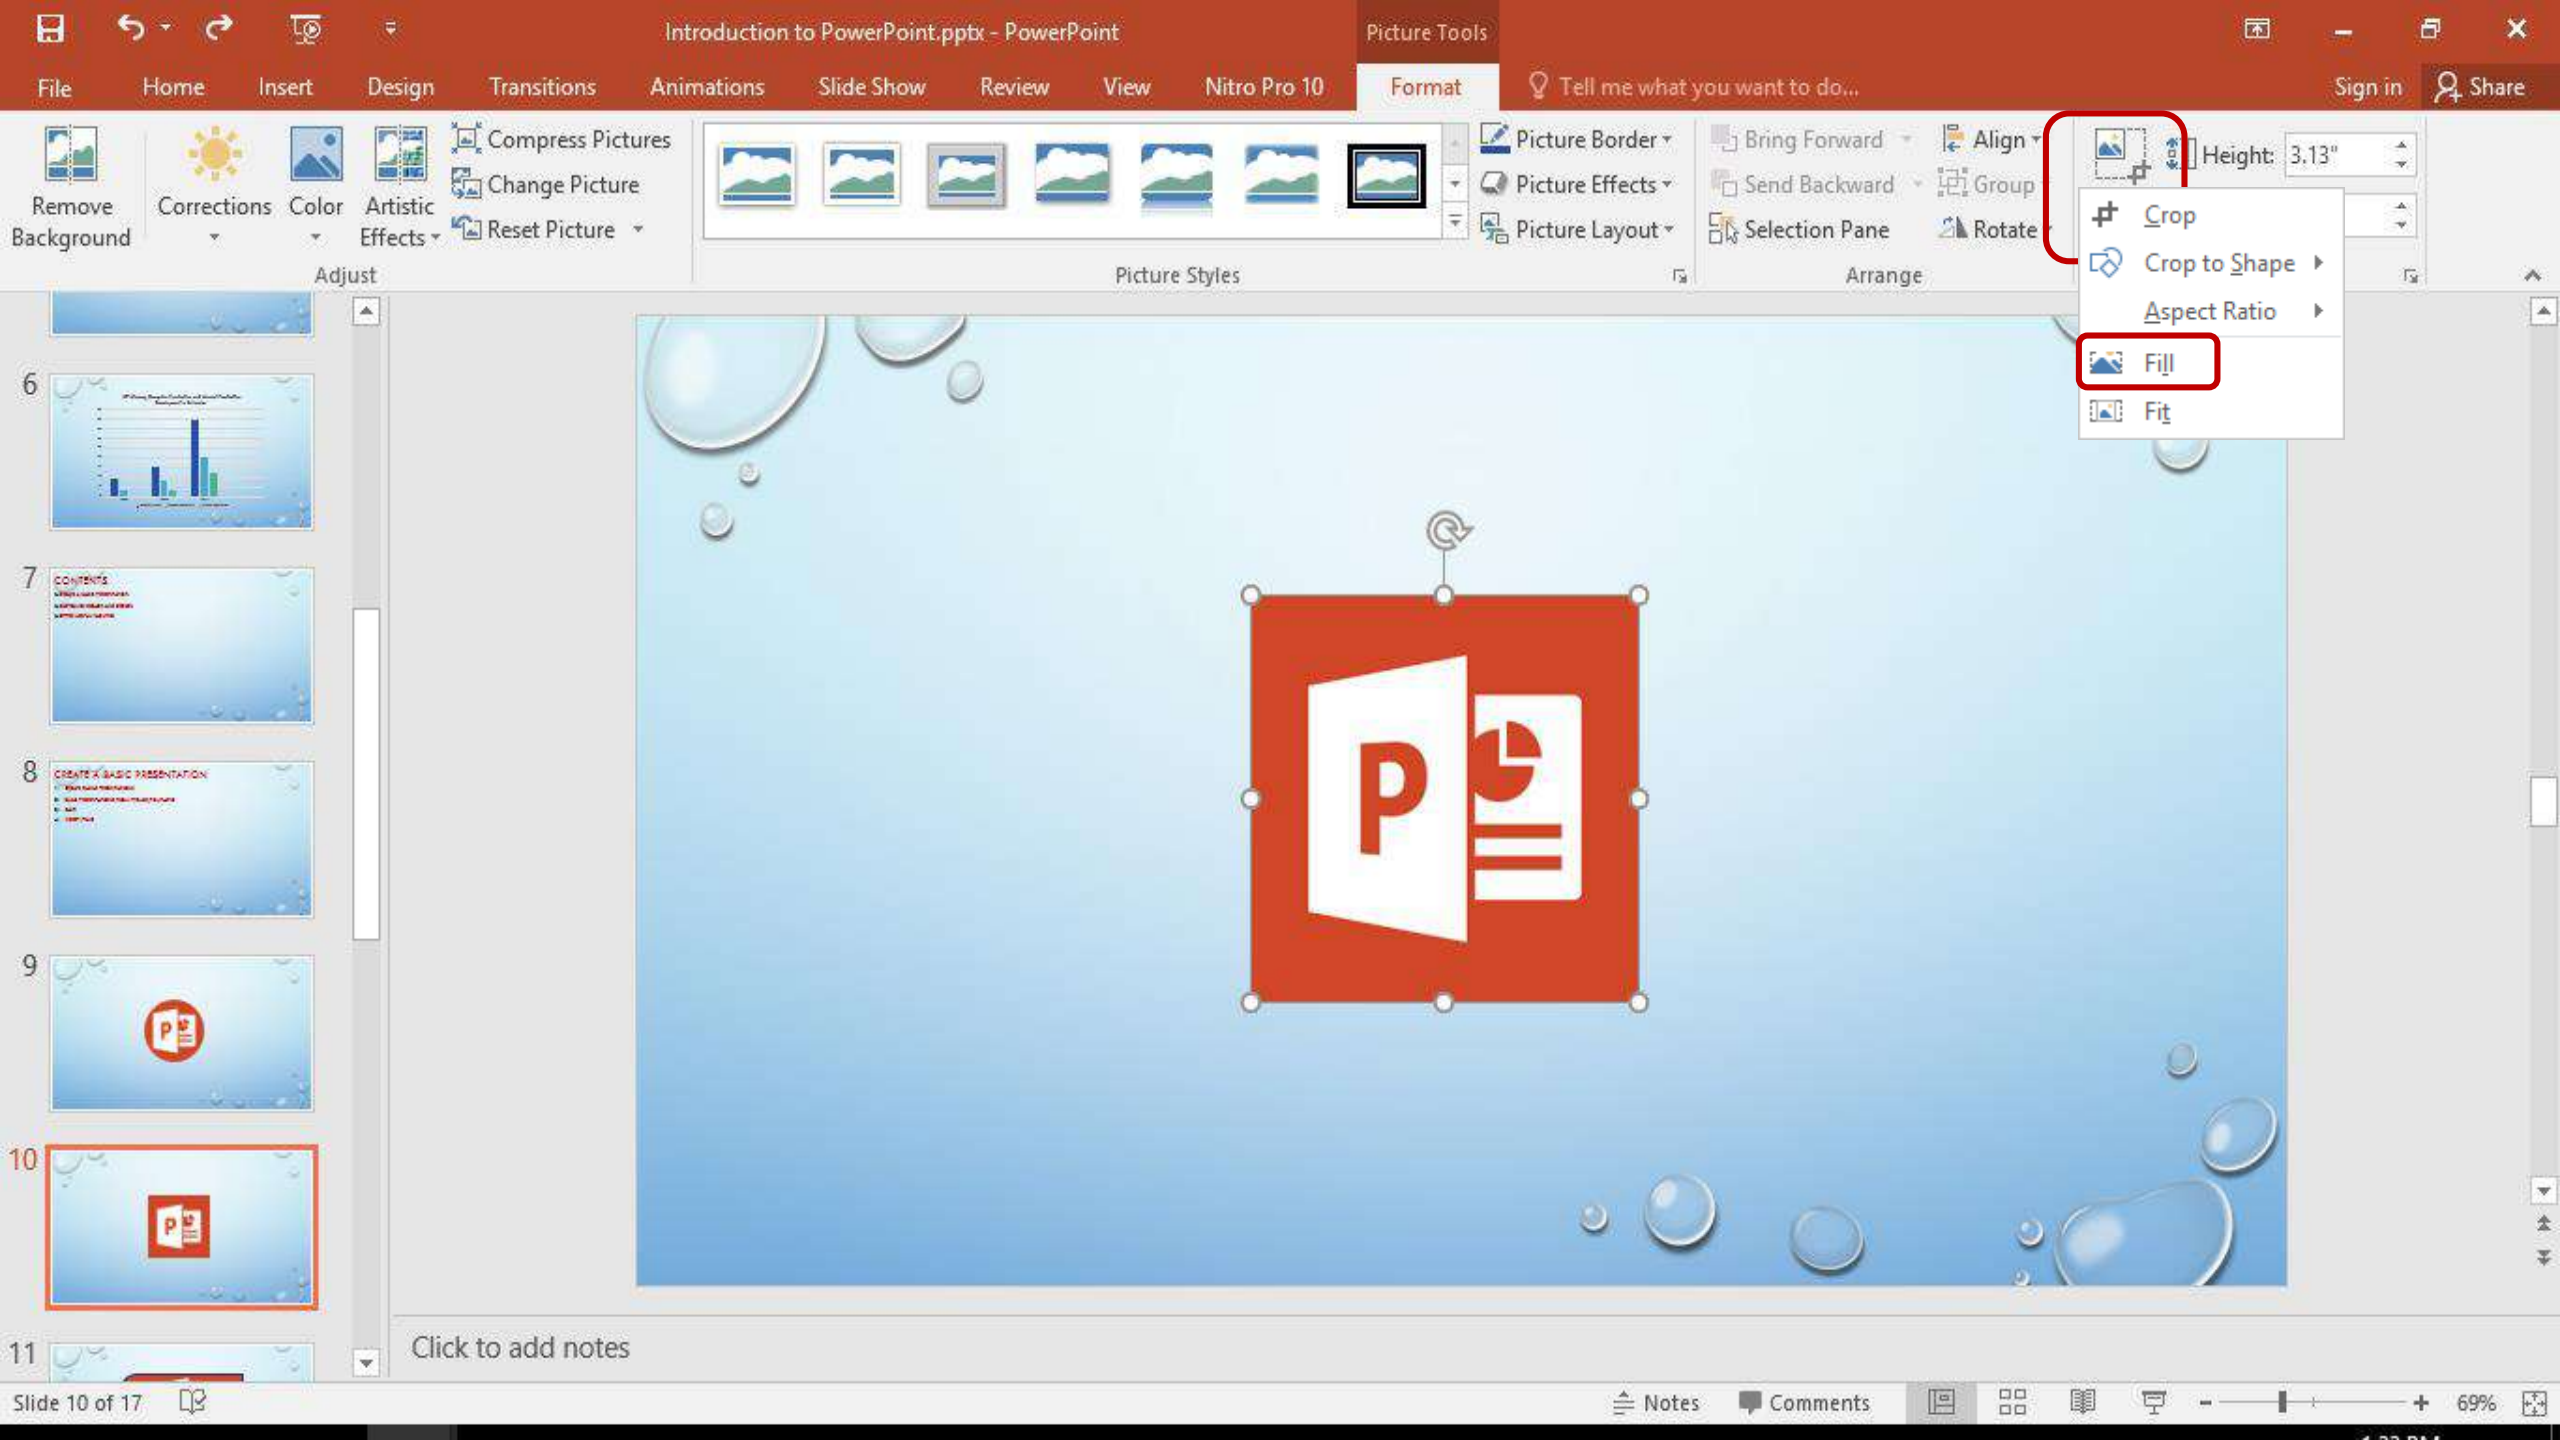 Introduction to PowerPoint.pptx - PowerPoint
Picture Tools
File
Home
Insert
Design
Transitions
Animations
Slide Show
Review
View
Nitro Pro 10
Format
Tell me what you want to do...
Sign in
Share
Remove
Background
Corrections
Color
Artistic
Effects
Compress Pictures
Change Picture
Reset Picture
Adjust
Picture Styles
Picture Border
Picture Effects
Picture Layout
Bring Forward
Send Backward
Selection Pane
Align
Group
Rotate
Arrange
Height: 3.13"
Crop
Crop to Shape
Aspect Ratio
Fill
Fit
6
7
CONTENTS
8
CREATE A BASIC PRESENTATION
9
P
10
P
11
P
Click to add notes
Slide 10 of 17
Notes
Comments
69%